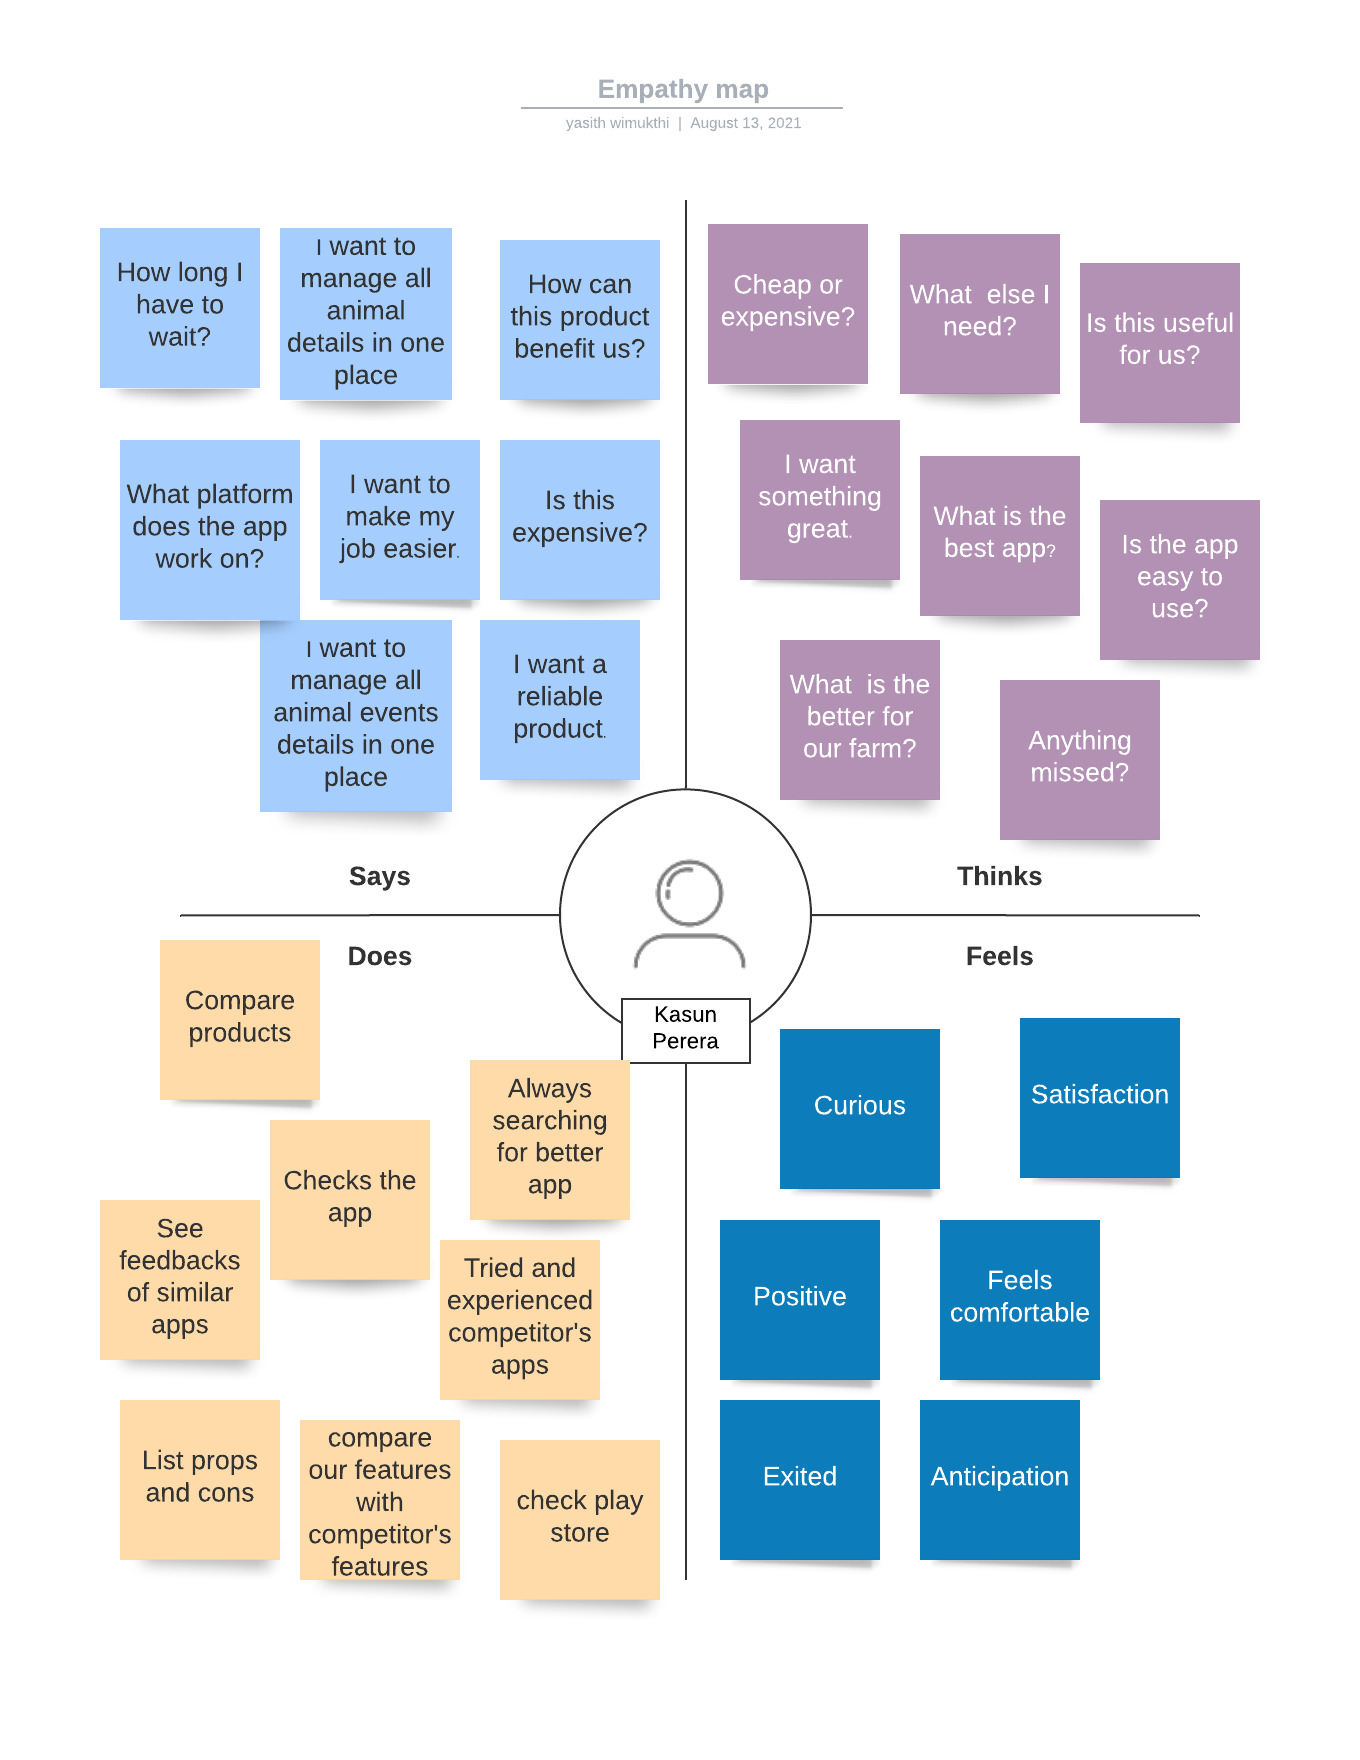 Empathy map
yasith wimukthi | August 13, 2021
How long I
have to
wait?
I want to
manage all
animal
details in one
place
How can
this product
benefit us?
What platform
does the app
work on?
I want to
make my
job easier.
Is this
expensive?
I want to
manage all
animal events
details in one
place
I want a
reliable
product.
Says
Cheap or
expensive?
What  else I
need?
Is this useful
for us?
I want
something
great.
What is the
best app?
Is the app
easy to
use?
What  is the
better for
our farm?
Anything
missed?
Thinks
Kasun
Perera
Does
Compare
products
Always
searching
for better
app
Checks the
app
See
feedbacks
of similar
apps
Tried and
experienced
competitor's
apps
List props
and cons
compare
our features
with
competitor's
features
check play
store
Feels
Curious
Satisfaction
Positive
Feels
comfortable
Exited
Anticipation